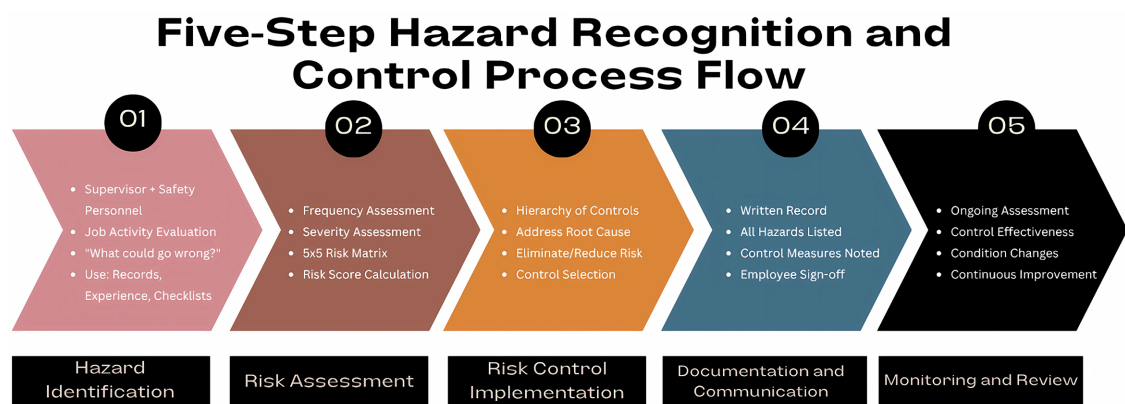 Five-Step Hazard Recognition and
Control Process Flow
01
Supervisor + Safety
Personnel
Job Activity Evaluation
"What could go wrong?"
Use: Records,
Experience, Checklists
Hazard
Identification
02
Frequency Assessment
Severity Assessment
5x5 Risk Matrix
Risk Score Calculation
Risk Assessment
03
Hierarchy of Controls
Address Root Cause
Eliminate/Reduce Risk
Control Selection
Risk Control
Implementation
04
Written Record
All Hazards Listed
Control Measures Noted
Employee Sign-off
Documentation and
Communication
05
Ongoing Assessment
Control Effectiveness
Condition Changes
Continuous Improvement
Monitoring and Review